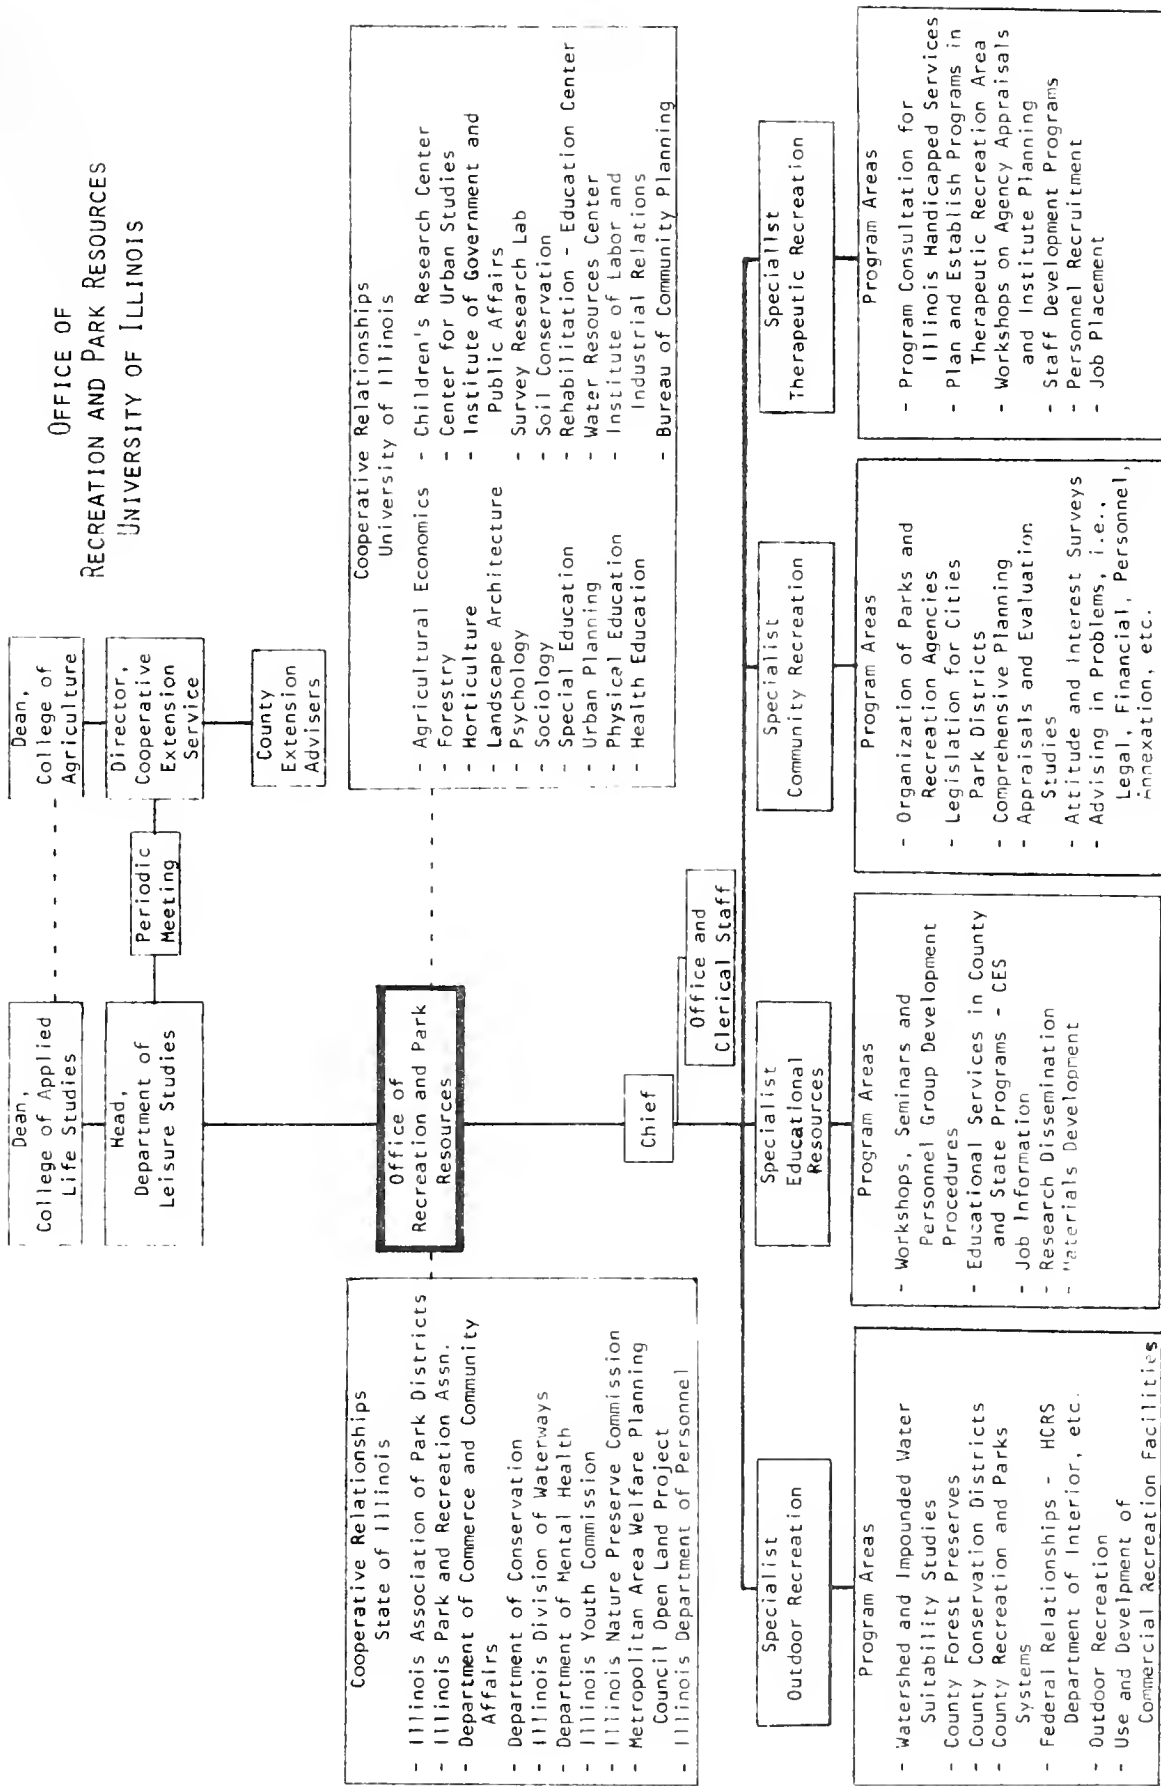 OFFICE OF
RECREATION AND PARK RESOURCES
UNIVERSITY OF ILLINOIS
Dean,
College of Applied
Life Studies
Dean,
College of
Agriculture
Head,
Department of
Leisure Studies
Periodic
Meeting
Director,
Cooperative
Extension
Service
County
Extension
Advisers
Cooperative Relationships
State of Illinois
- Illinois Association of Park Districts
- Illinois Park and Recreation Assn.
- Department of Commerce and Community
Affairs
- Department of Conservation
- Illinois Division of Waterways
- Department of Mental Health
- Illinois Youth Commission
- Illinois Nature Preserve Commission
- Metropolitan Area Welfare Planning
Council Open Land Project
- Illinois Department of Personnel
Office of
Recreation and Park
Resources
Cooperative Relationships
University of Illinois
- Agricultural Economics
- Forestry
- Horticulture
- Landscape Architecture
- Psychology
- Sociology
- Special Education
- Urban Planning
- Physical Education
- Health Education
- Children's Research Center
- Center for Urban Studies
- Institute of Government and
Public Affairs
- Survey Research Lab
- Soil Conservation
- Rehabilitation - Education Center
- Water Resources Center
- Institute of Labor and
Industrial Relations
- Bureau of Community Planning
Chief
Office and
Clerical Staff
Specialist
Outdoor Recreation
Specialist
Educational
Resources
Specialist
Community Recreation
Specialist
Therapeutic Recreation
Program Areas
- Watershed and Impounded Water
Suitability Studies
- County Forest Preserves
- County Conservation Districts
- County Recreation and Parks
Systems
- Federal Relationships - HCRS
Department of Interior, etc.
- Outdoor Recreation
- Use and Develpment of
Commercial Recreation Facilities
Program Areas
- Workshops, Seminars and
Personnel Group Development
Procedures
- Educational Services in County
and State Programs - CES
- Job Information
- Research Dissemination
- Materials Development
Program Areas
- Organization of Parks and
Recreation Agencies
- Legislation for Cities
Park Districts
- Comprehensive Planning
- Appraisals and Evaluation
Studies
- Attitude and Interest Surveys
- Advising in Problems, i.e.,
Legal, Financial, Personnel,
Annexation, etc.
Program Areas
- Program Consultation for
Illinois Handicapped Services
- Plan and Establish Programs in
Therapeutic Recreation Area
- Workshops on Agency Appraisals
and Institute Planning
- Staff Development Programs
- Personnel Recruitment
- Job Placement